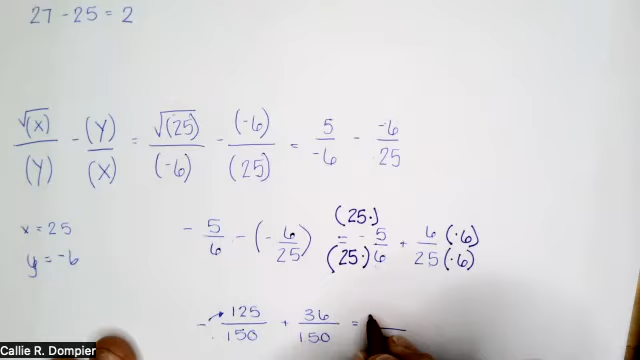 27 - 25 = 2
√(x)/(Y) - (Y)/(X) = √(25)/(-6) - (-6)/(25) = 5/-6 - -6/25
x = 25
y = -6
- 5/6 - (- 6/25) = (25·) - 5/(25·) 6 + 6 (·6)/25 (·6)
- 125/150 + 36/150 =
Callie R. Dompier